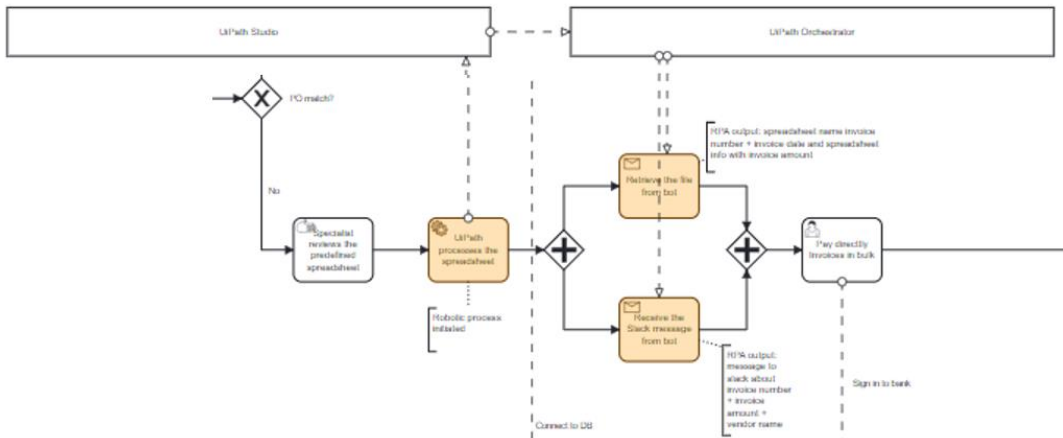 UiPath Studio
UiPath Orchestrator
PO match?
No
Specialist
reviews the
predefined
spreadsheet
UiPath
processes the
spreadsheet
Robotic process
initiated
Connect to DB
RPA output: spreadsheet name invoice
number + invoice date and spreadsheet
info with invoice amount
Retrieve the file
from bot
Receive the
Slack message
from bot
RPA output:
message to
slack about
invoice number
+ invoice
amount +
vendor name
Pay directly
invoices in bulk
Sign in to bank